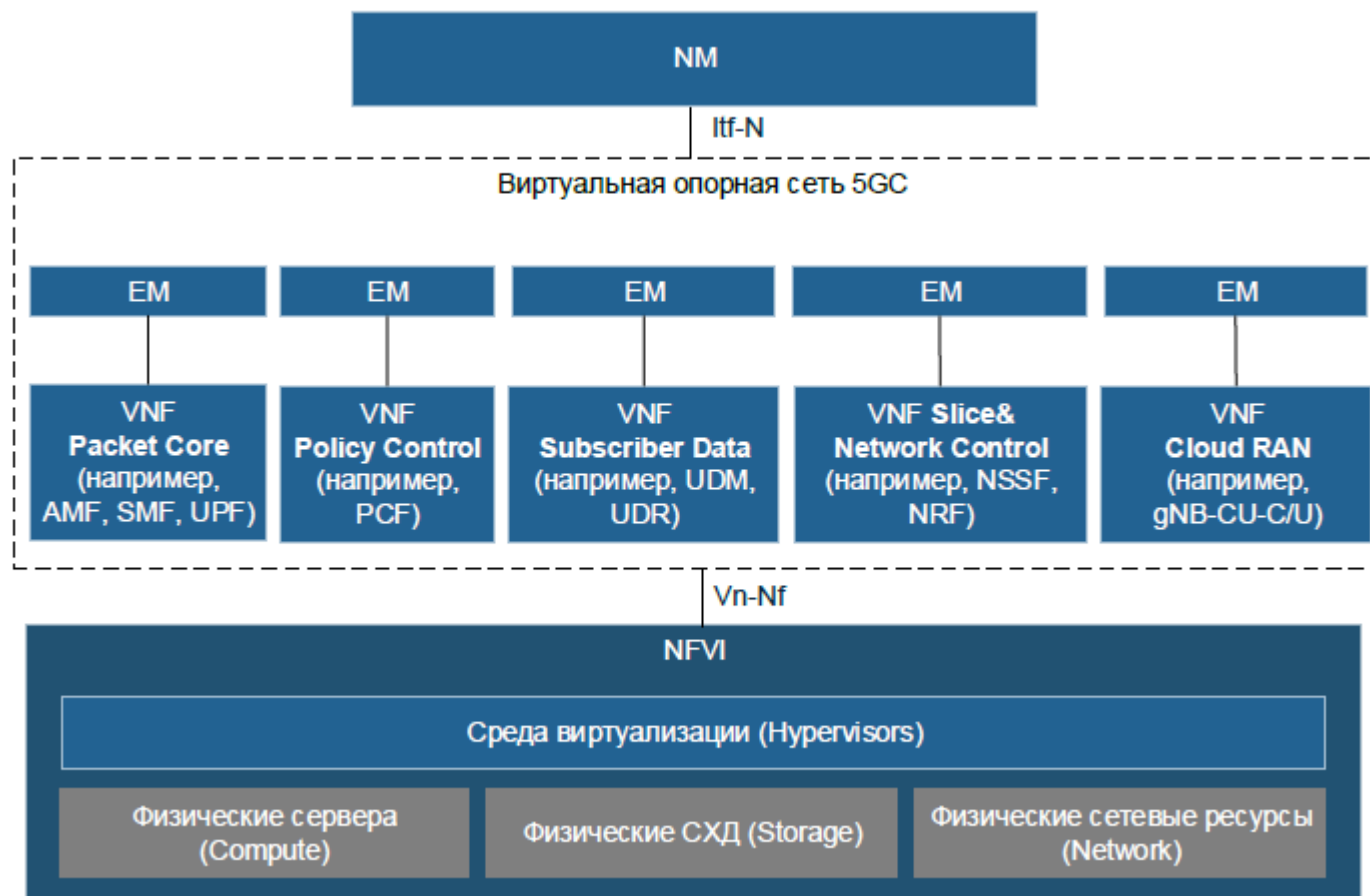 NM
Itf-N
Виртуальная опорная сеть 5GC
EM
EM
EM
EM
EM
VNF
Packet Core
(например,
AMF, SMF, UPF)
VNF
Policy Control
(например,
PCF)
VNF
Subscriber Data
(например, UDM,
UDR)
VNF Slice&
Network Control
(например, NSSF,
NRF)
VNF
Cloud RAN
(например,
gNB-CU-C/U)
Vn-Nf
NFVI
Среда виртуализации (Hypervisors)
Физические сервера
(Compute)
Физические СХД (Storage)
Физические сетевые ресурсы
(Network)